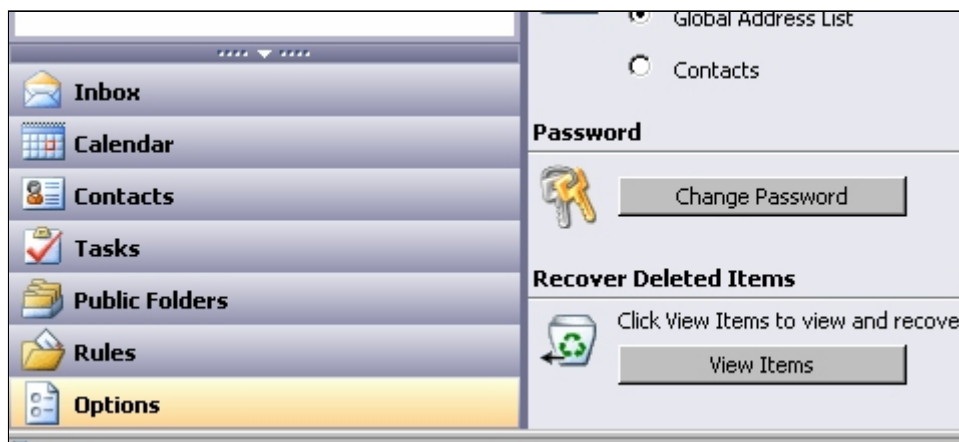 Inbox
Calendar
Contacts
Tasks
Public Folders
Rules
Options
Global Address List
Contacts
Password
Change Password
Recover Deleted Items
Click View Items to view and recove
View Items